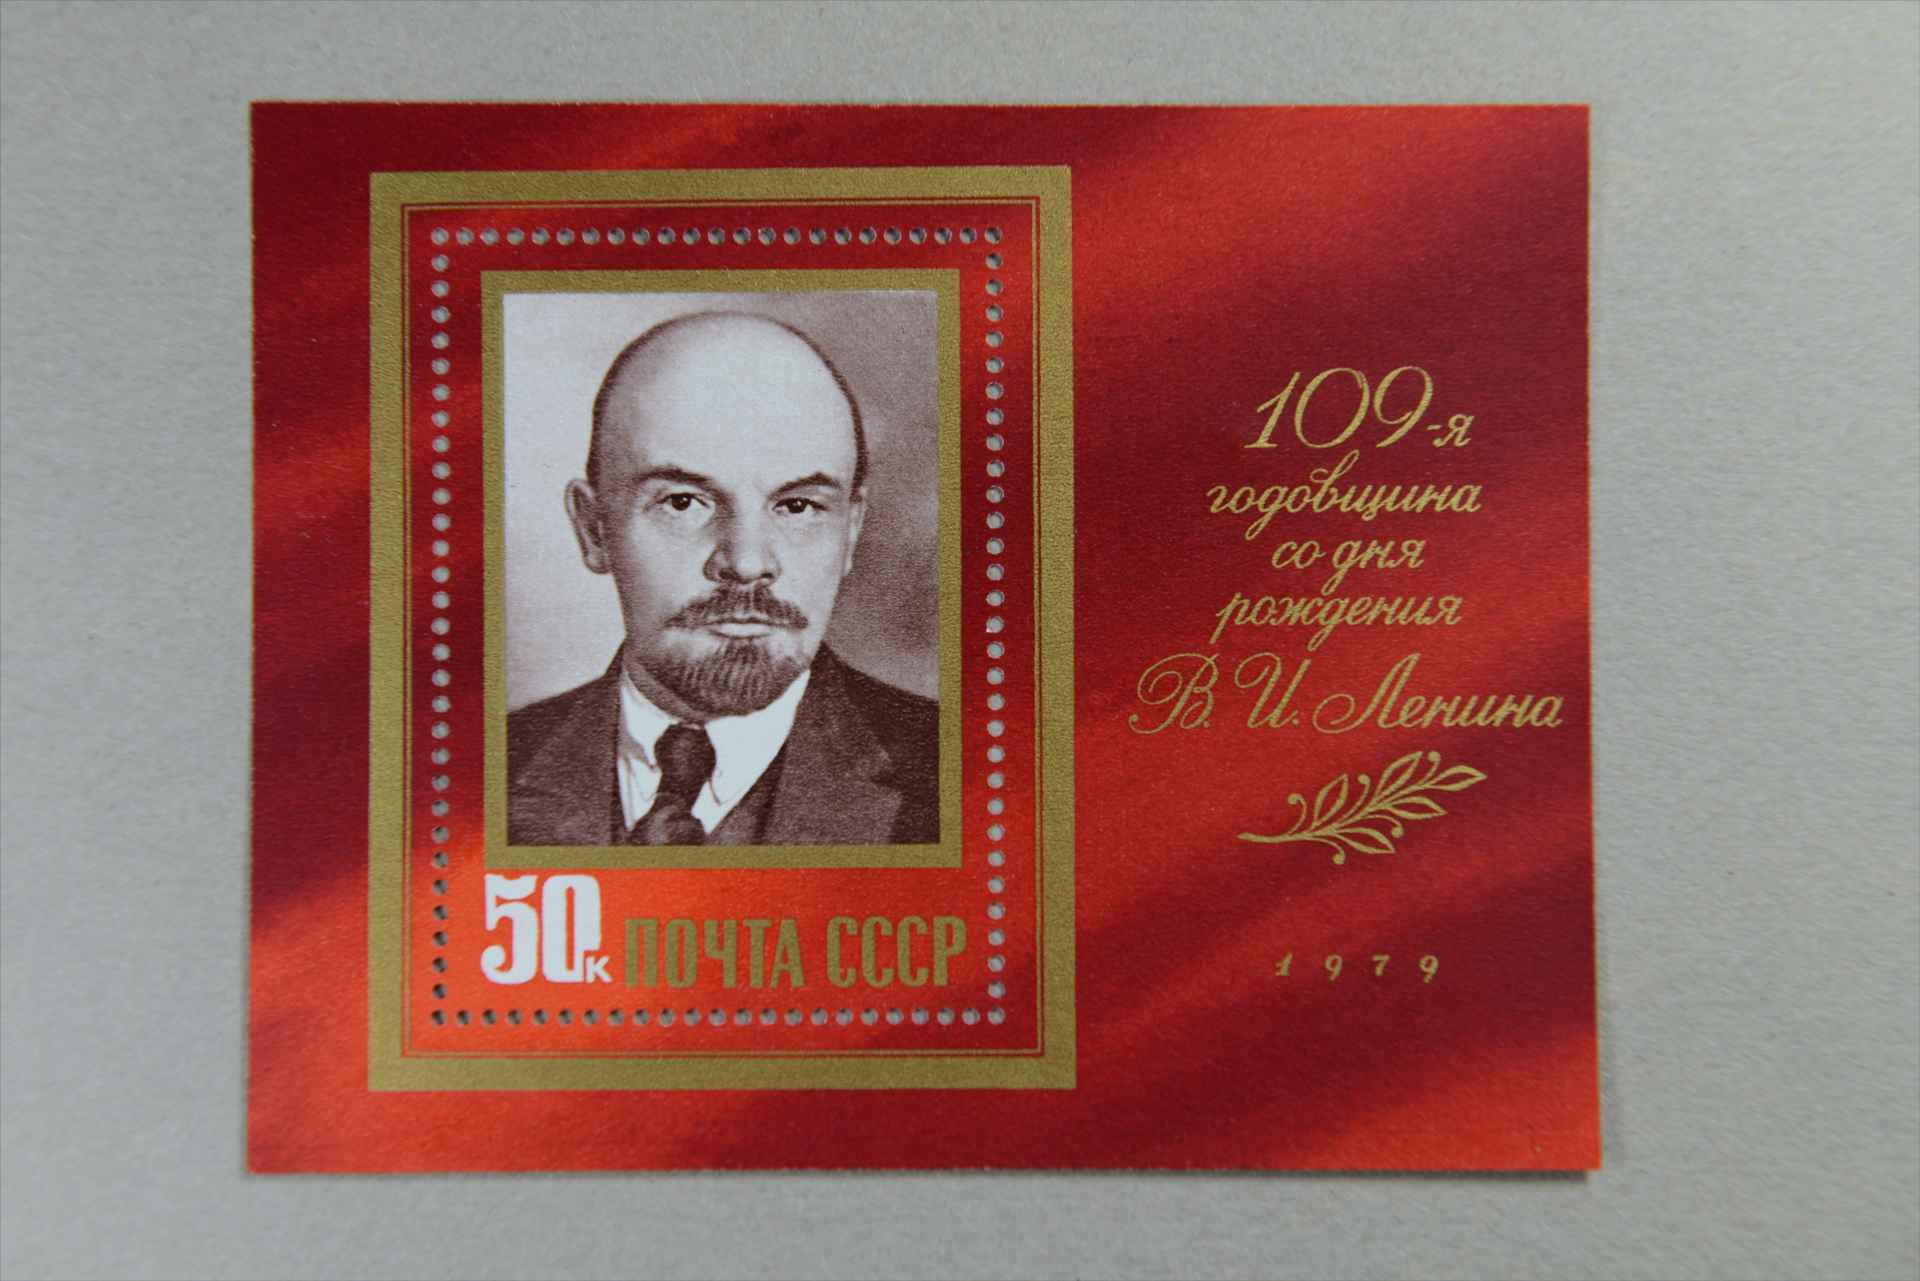 50к ПОЧТА СССР
109-я
годовщина
со дня
рождения
В. И. Ленина
1979